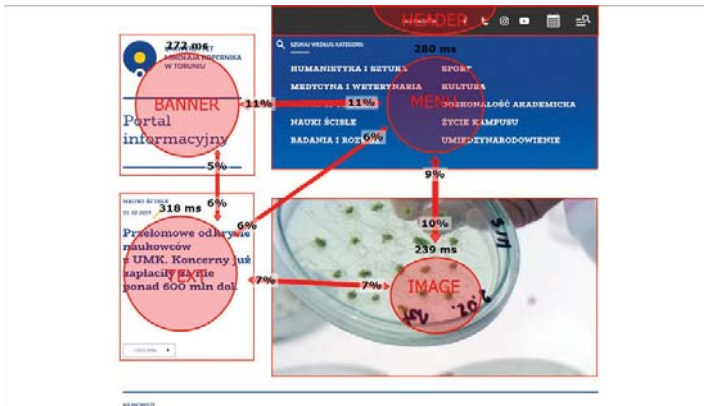 HEADER
272 ms
UNIWERSYTET
MIKOŁAJA KOPERNIKA
W TORUNIU
BANNER
Portal
informacyjny
SZUKAJ WEDŁUG KATEGORII
280 ms
HUMANISTYKA I SZTUKA
SPORT
MEDYCYNA I WETERYNARIA
KULTURA
11%
11%
MENU
DOSKONAŁOŚĆ AKADEMICKA
NAUKI ŚCISŁE
ŻYCIE KAMPUSU
BADANIA I
6%
UMIĘDZYNARODOWIENIE
5%
9%
NAUKI ŚCISŁE
318 ms
6%
6%
10%
Przełomowe odkrycie
naukowców
z UMK. Koncerny już
zapłaciły za nie
ponad 600 mln dol.
TEXT
7%
7%
239 ms
IMAGE